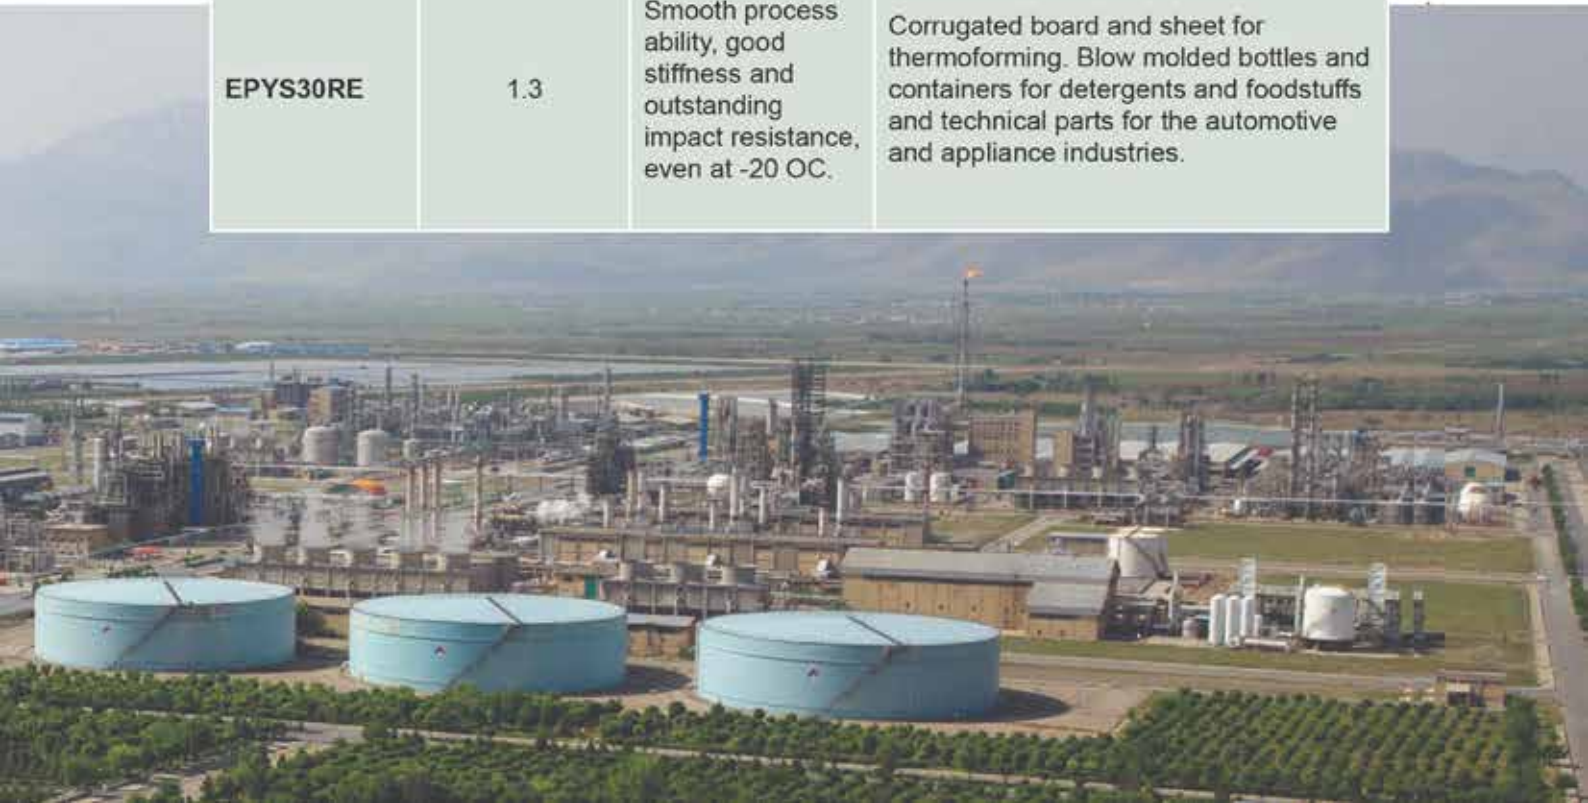 EPYS30RE
1.3
Smooth process
ability, good
stiffness and
outstanding
impact resistance,
even at -20 OC.
Corrugated board and sheet for
thermoforming. Blow molded bottles and
containers for detergents and foodstuffs
and technical parts for the automotive
and appliance industries.